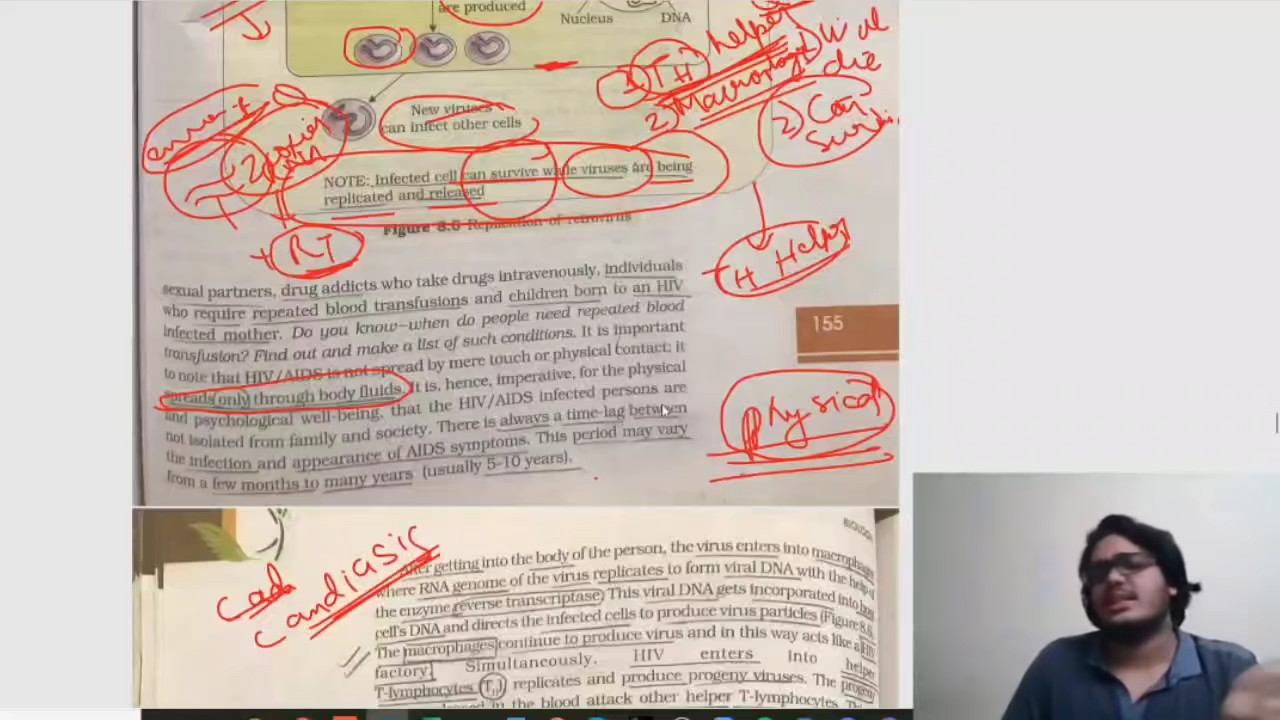 are produced
Nucleus DNA
TH helper
2) Macrophage
will
die
2) Can
Survi
New viruses
can infect other cells
NOTE: Infected cell can survive while viruses are being
replicated and released
Figure 8.6 Replication of retrovirus
+ RT
TH Helper
sexual partners, drug addicts who take drugs intravenously, individuals
who require repeated blood transfusions and children born to an HIV
infected mother. Do you know—when do people need repeated blood
transfusion? Find out and make a list of such conditions. It is important
to note that HIV/AIDS is not spread by mere touch or physical contact; it
spreads only through body fluids. It is, hence, imperative, for the physical
and psychological well-being, that the HIV/AIDS infected persons are
not isolated from family and society. There is always a time-lag between
the infection and appearance of AIDS symptoms. This period may vary
from a few months to many years (usually 5-10 years).
155
Physical
BIOLOGY
Candiasis
After getting into the body of the person, the virus enters into macrophages
where RNA genome of the virus replicates to form viral DNA with the help of
the enzyme reverse transcriptase. This viral DNA gets incorporated into host
cell's DNA and directs the infected cells to produce virus particles (Figure 8.6).
The macrophages continue to produce virus and in this way acts like a HIV
factory. Simultaneously, HIV enters into helper
T-lymphocytes (TH), replicates and produce progeny viruses. The progeny
in the blood attack other helper T-lymphocytes.